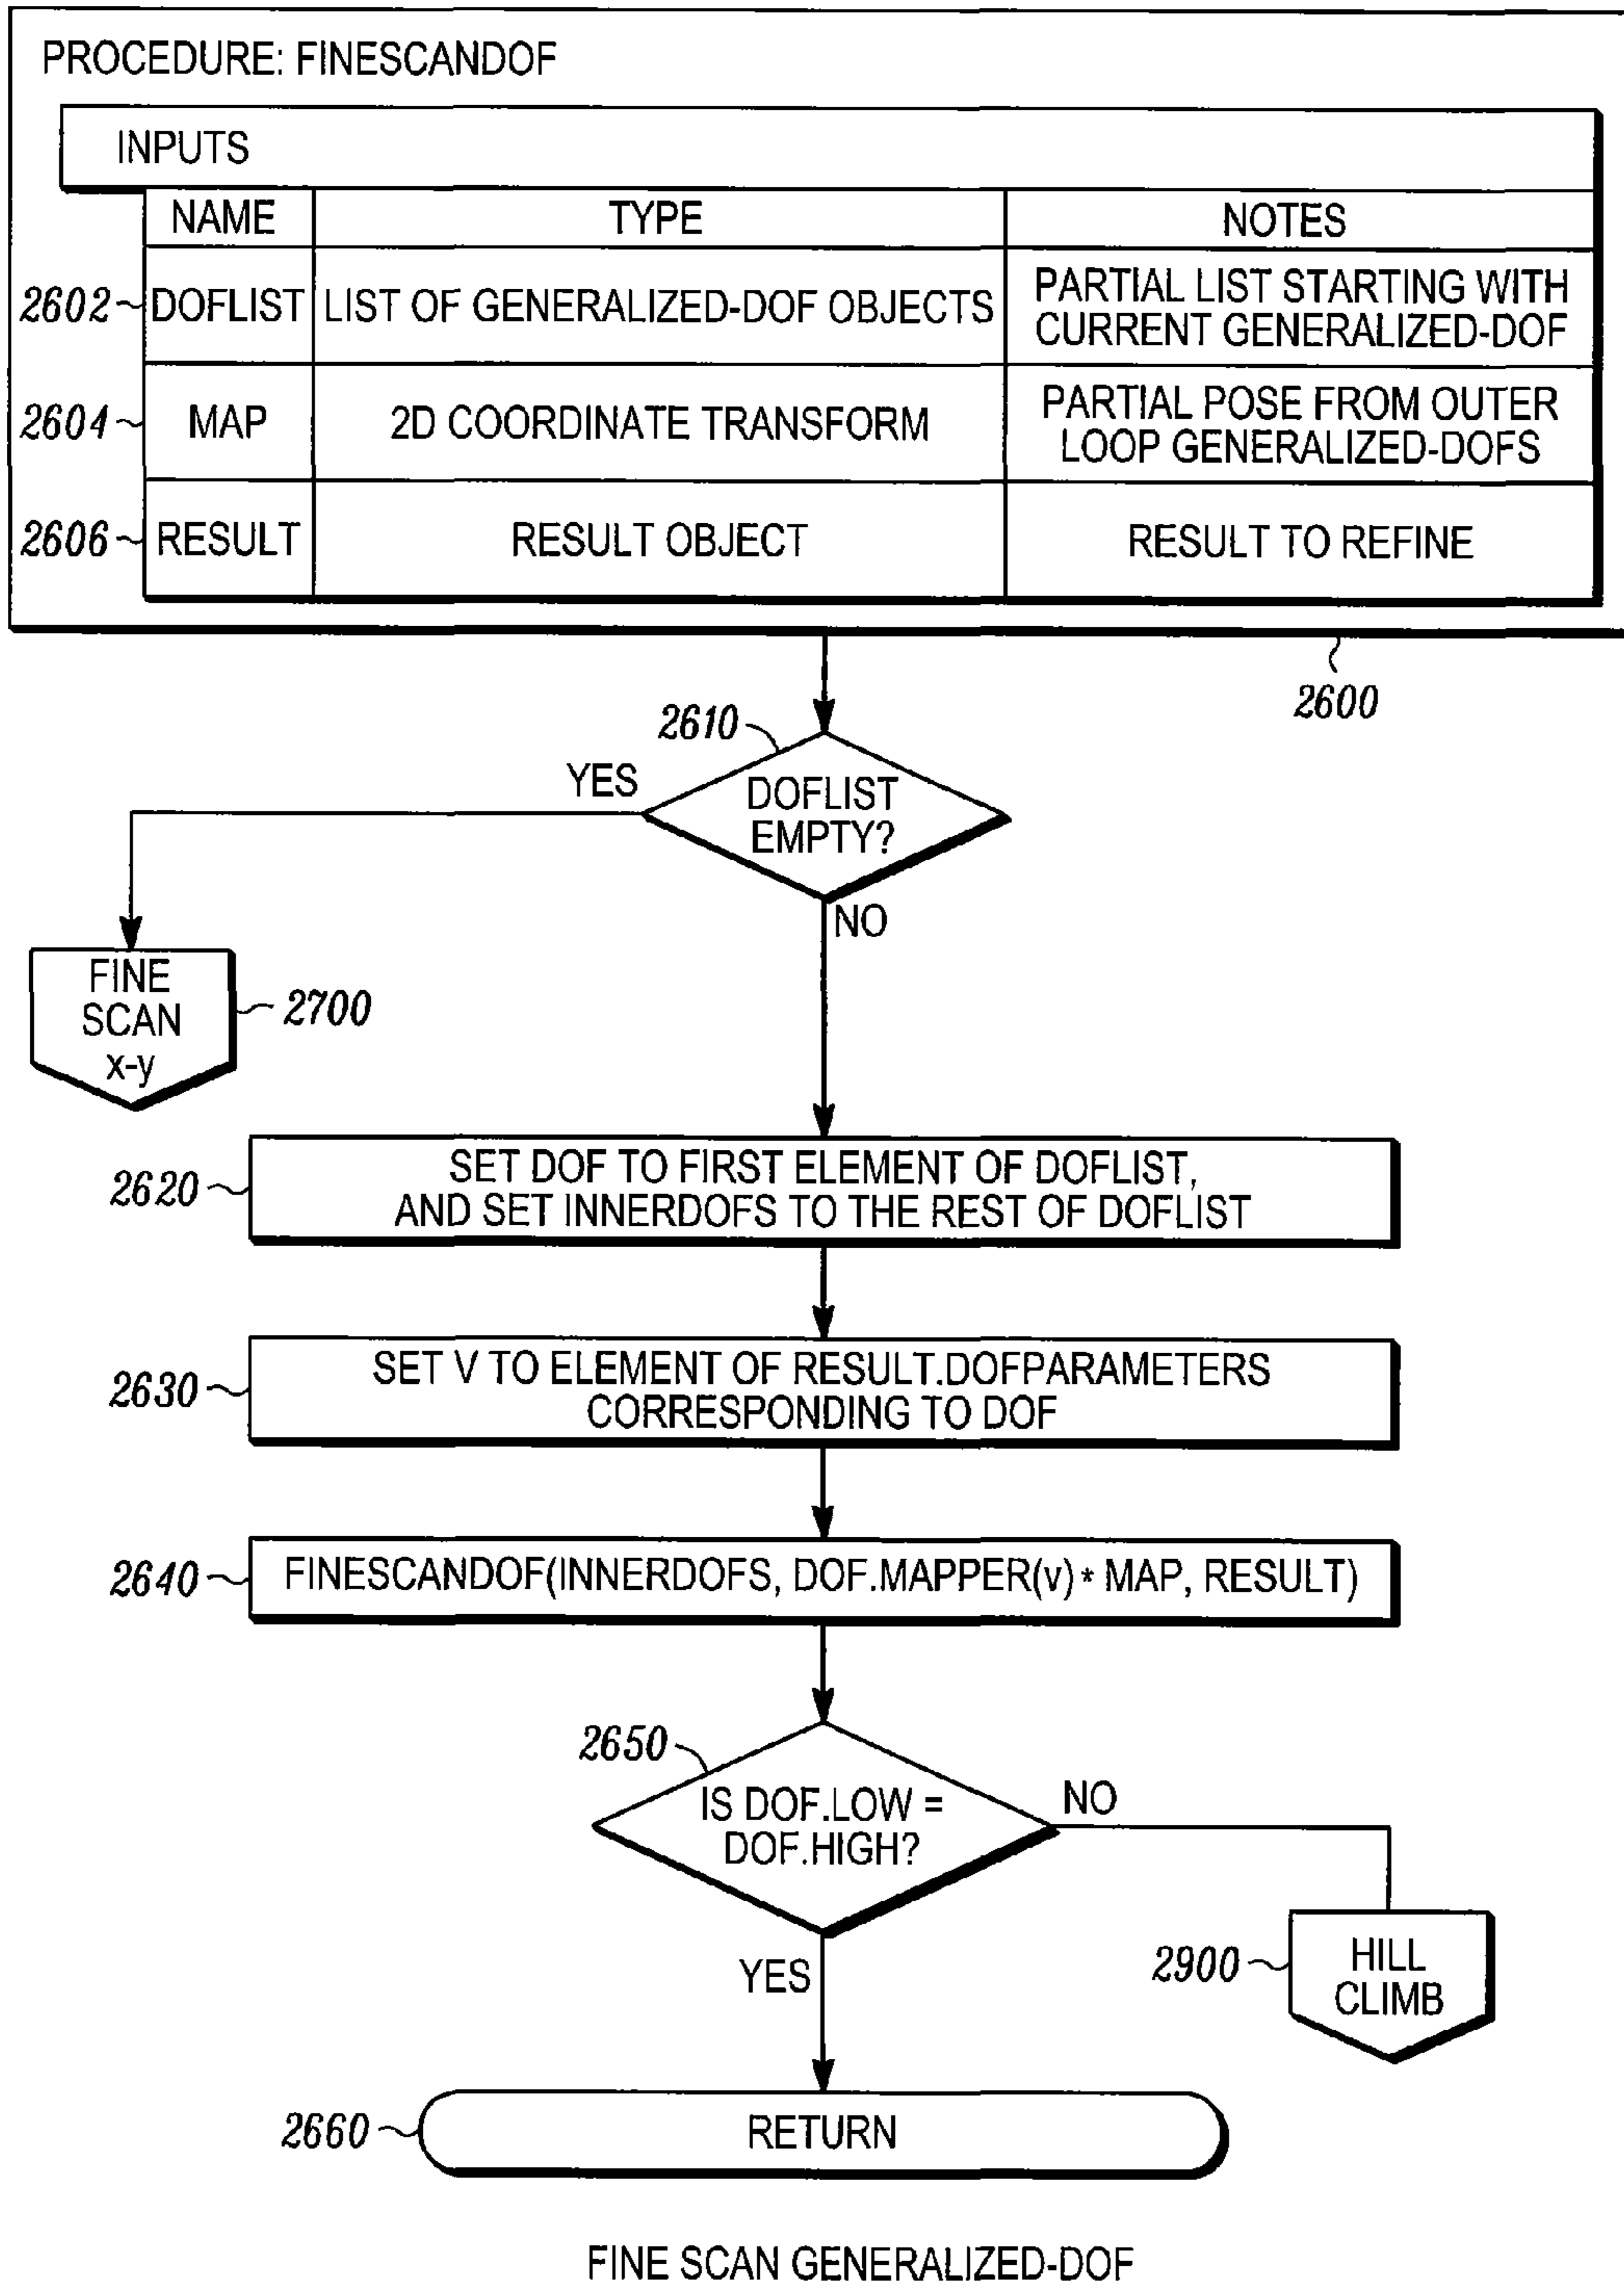 PROCEDURE: FINESCANDOF
INPUTS
NAME TYPE NOTES
2602 DOFLIST LIST OF GENERALIZED-DOF OBJECTS PARTIAL LIST STARTING WITH
CURRENT GENERALIZED-DOF
2604 MAP 2D COORDINATE TRANSFORM PARTIAL POSE FROM OUTER
LOOP GENERALIZED-DOFS
2606 RESULT RESULT OBJECT RESULT TO REFINE
2600
2610
YES
DOFLIST
EMPTY?
NO
FINE
SCAN
x-y
2700
2620
SET DOF TO FIRST ELEMENT OF DOFLIST,
AND SET INNERDOFS TO THE REST OF DOFLIST
2630
SET V TO ELEMENT OF RESULT.DOFPARAMETERS
CORRESPONDING TO DOF
2640
FINESCANDOF(INNERDOFS, DOF.MAPPER(v) * MAP, RESULT)
2650
IS DOF.LOW =
DOF.HIGH?
NO
YES
2900
HILL
CLIMB
2660
RETURN
FINE SCAN GENERALIZED-DOF